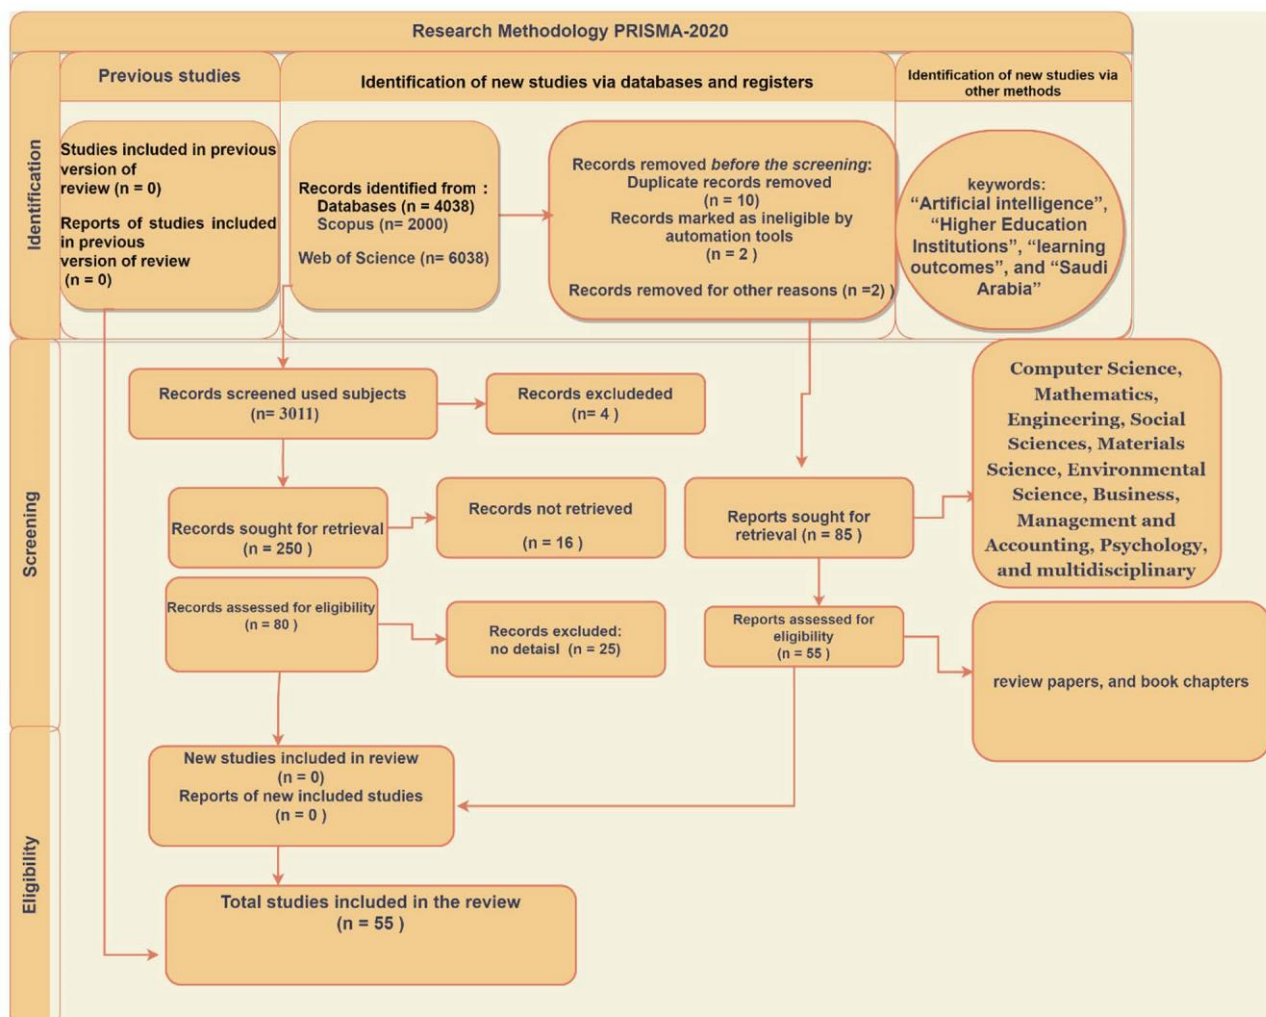 Research Methodology PRISMA-2020
Identification
Previous studies
Identification of new studies via databases and registers
Identification of new studies via
other methods
Studies included in previous
version of
review (n = 0)
Reports of studies included
in previous
version of review
(n = 0)
Records identified from :
Databases (n = 4038)
Scopus (n= 2000)
Web of Science (n= 6038)
Records removed before the screening:
Duplicate records removed
(n = 10)
Records marked as ineligible by
automation tools
(n = 2 )
Records removed for other reasons (n =2) )
keywords:
“Artificial intelligence”,
“Higher Education
Institutions”, “learning
outcomes”, and “Saudi
Arabia”
Screening
Records screened used subjects
(n= 3011)
Records excludeded
(n= 4 )
Computer Science,
Mathematics,
Engineering, Social
Sciences, Materials
Science, Environmental
Science, Business,
Management and
Accounting, Psychology,
and multidisciplinary
Records sought for retrieval
(n = 250 )
Records not retrieved
(n = 16 )
Reports sought for
retrieval (n = 85 )
Records assessed for eligibility
(n = 80 )
Records excluded:
no detaisl (n = 25)
Reports assessed for
eligibility
(n = 55 )
review papers, and book chapters
Eligibility
New studies included in review
(n = 0)
Reports of new included studies
(n = 0 )
Total studies included in the review
(n = 55 )